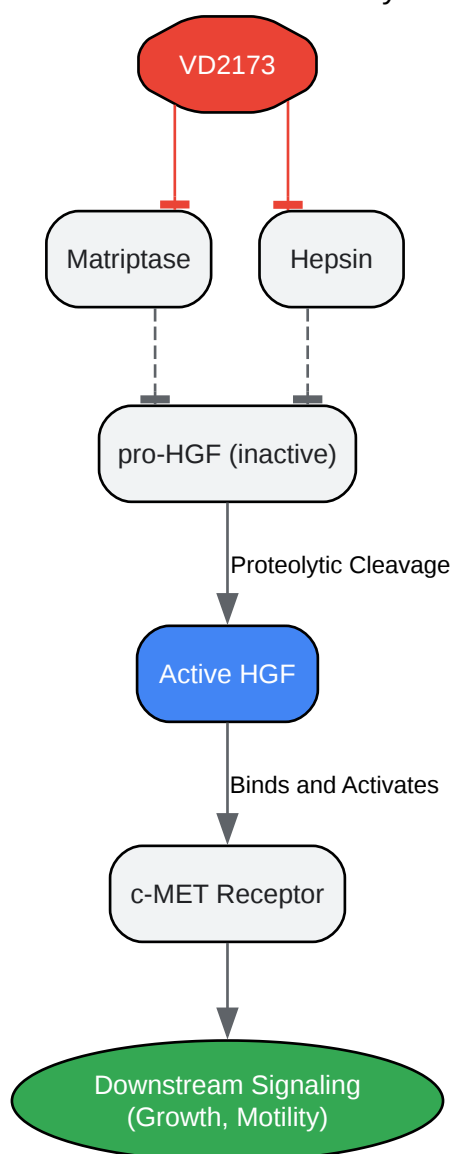 VD2173
Matriptase
Hepsin
pro-HGF (inactive)
Proteolytic Cleavage
Active HGF
Binds and Activates
c-MET Receptor
Downstream Signaling
(Growth, Motility)